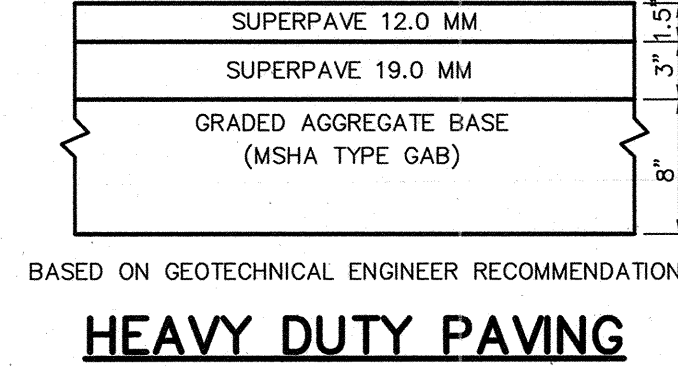 SUPERPAVE 12.0 MM
1.5"
SUPERPAVE 19.0 MM
3"
GRADED AGGREGATE BASE
(MSHA TYPE GAB)
8"
BASED ON GEOTECHNICAL ENGINEER RECOMMENDATION
HEAVY DUTY PAVING